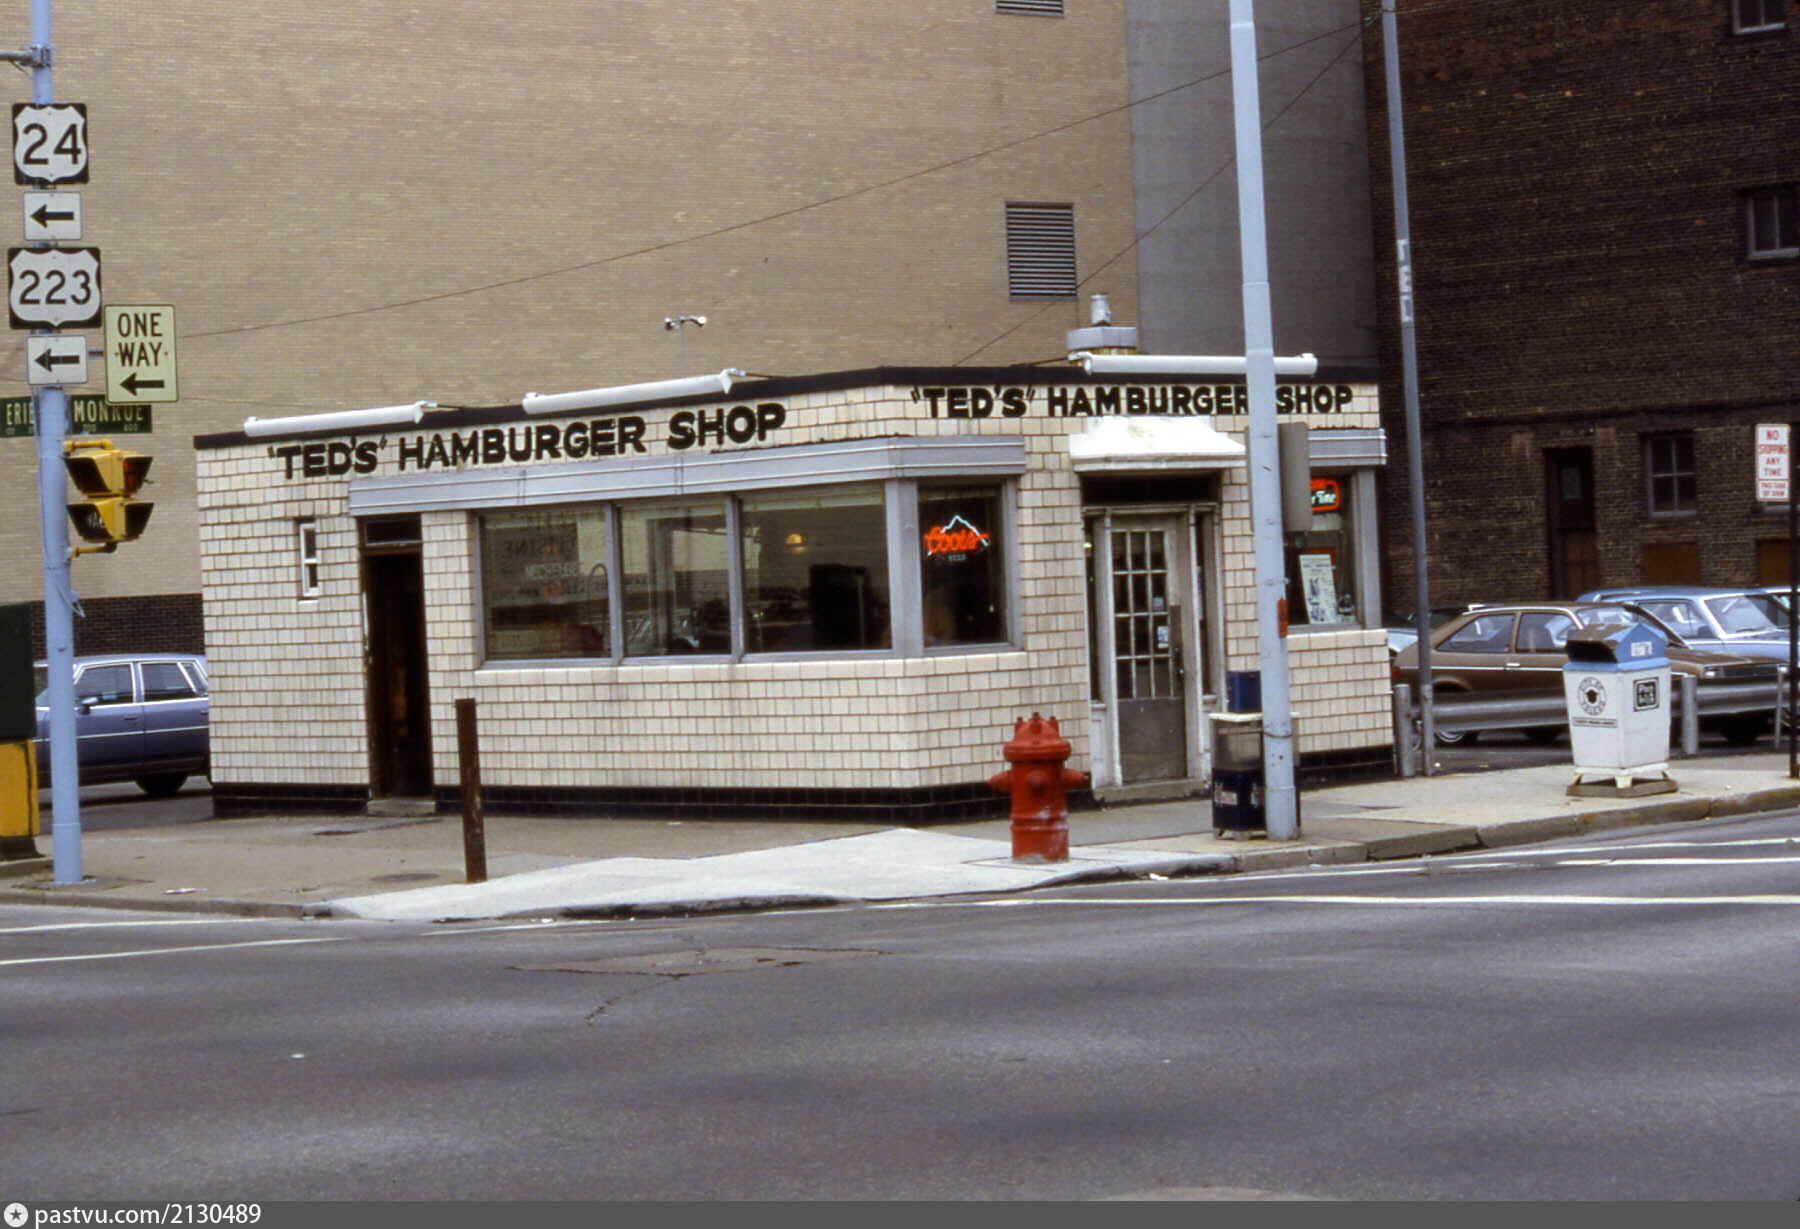 24
223
ONE
WAY
ERIE
MONROE
"TED'S" HAMBURGER SHOP
"TED'S" HAMBURGER SHOP
Coors
BEER
NO
STOPPING
ANY
TIME
pastvu.com/2130489